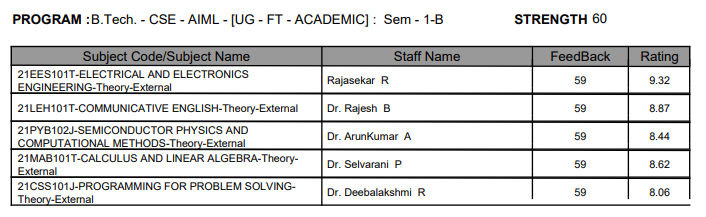 PROGRAM :B.Tech. - CSE - AIML - [UG - FT - ACADEMIC] : Sem - 1-B STRENGTH 60
Subject Code/Subject Name Staff Name FeedBack Rating
21EES101T-ELECTRICAL AND ELECTRONICS
ENGINEERING-Theory-External Rajasekar R 59 9.32
21LEH101T-COMMUNICATIVE ENGLISH-Theory-External Dr. Rajesh B 59 8.87
21PYB102J-SEMICONDUCTOR PHYSICS AND
COMPUTATIONAL METHODS-Theory-External Dr. ArunKumar A 59 8.44
21MAB101T-CALCULUS AND LINEAR ALGEBRA-Theory-
External Dr. Selvarani P 59 8.62
21CSS101J-PROGRAMMING FOR PROBLEM SOLVING-
Theory-External Dr. Deebalakshmi R 59 8.06